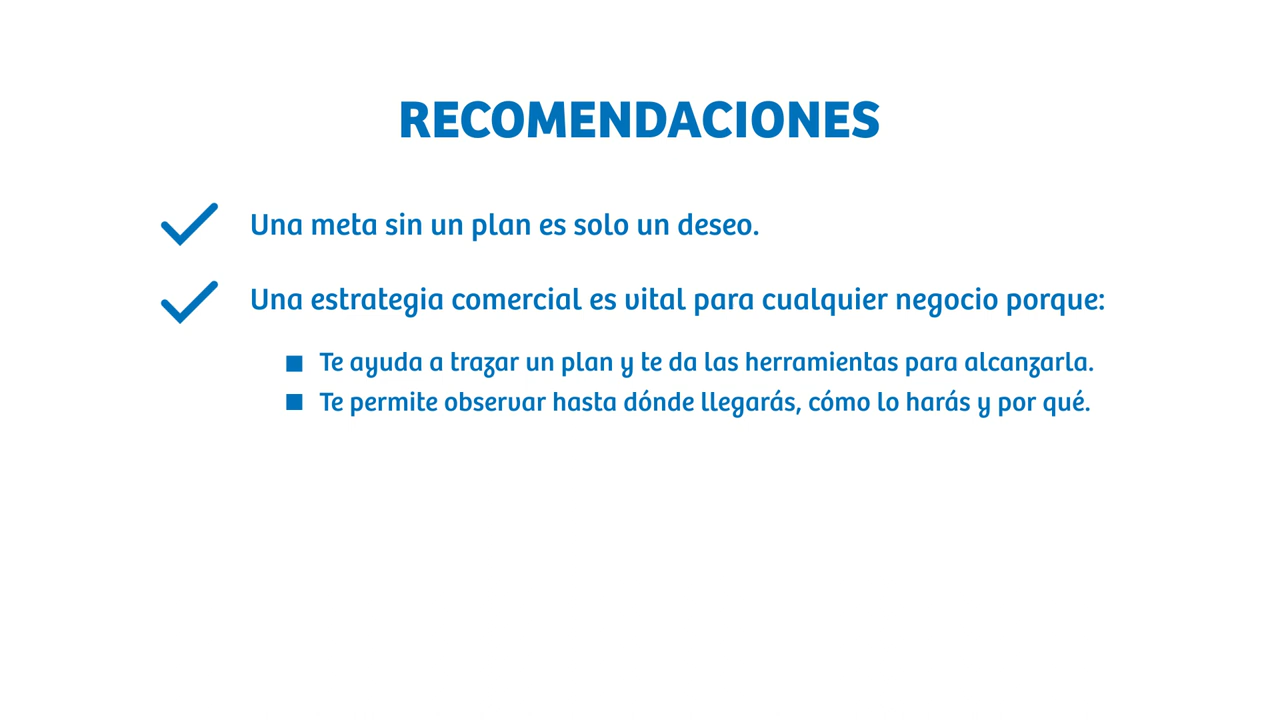 RECOMENDACIONES
Una meta sin un plan es solo un deseo.
Una estrategia comercial es vital para cualquier negocio porque:
Te ayuda a trazar un plan y te da las herramientas para alcanzarla.
Te permite observar hasta dónde llegarás, cómo lo harás y por qué.